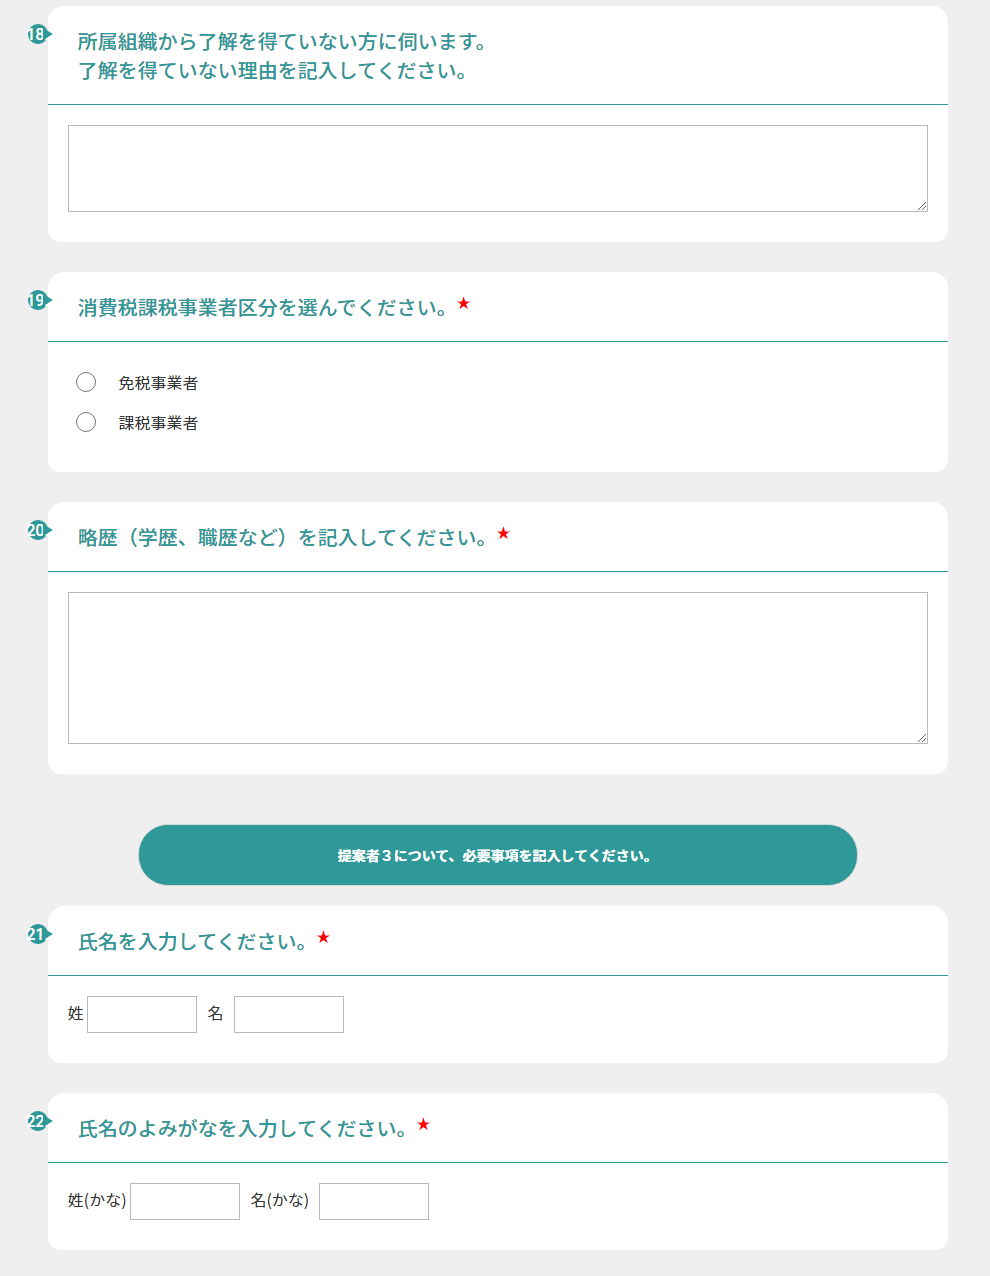 18
所属組織から了解を得ていない方に伺います。
了解を得ていない理由を記入してください。
19
消費税課税事業者区分を選んでください。★
免税事業者
課税事業者
20
略歴（学歴、職歴など）を記入してください。★
提案者３について、必要事項を記入してください。
21
氏名を入力してください。★
姓 名
22
氏名のよみがなを入力してください。★
姓(かな) 名(かな)